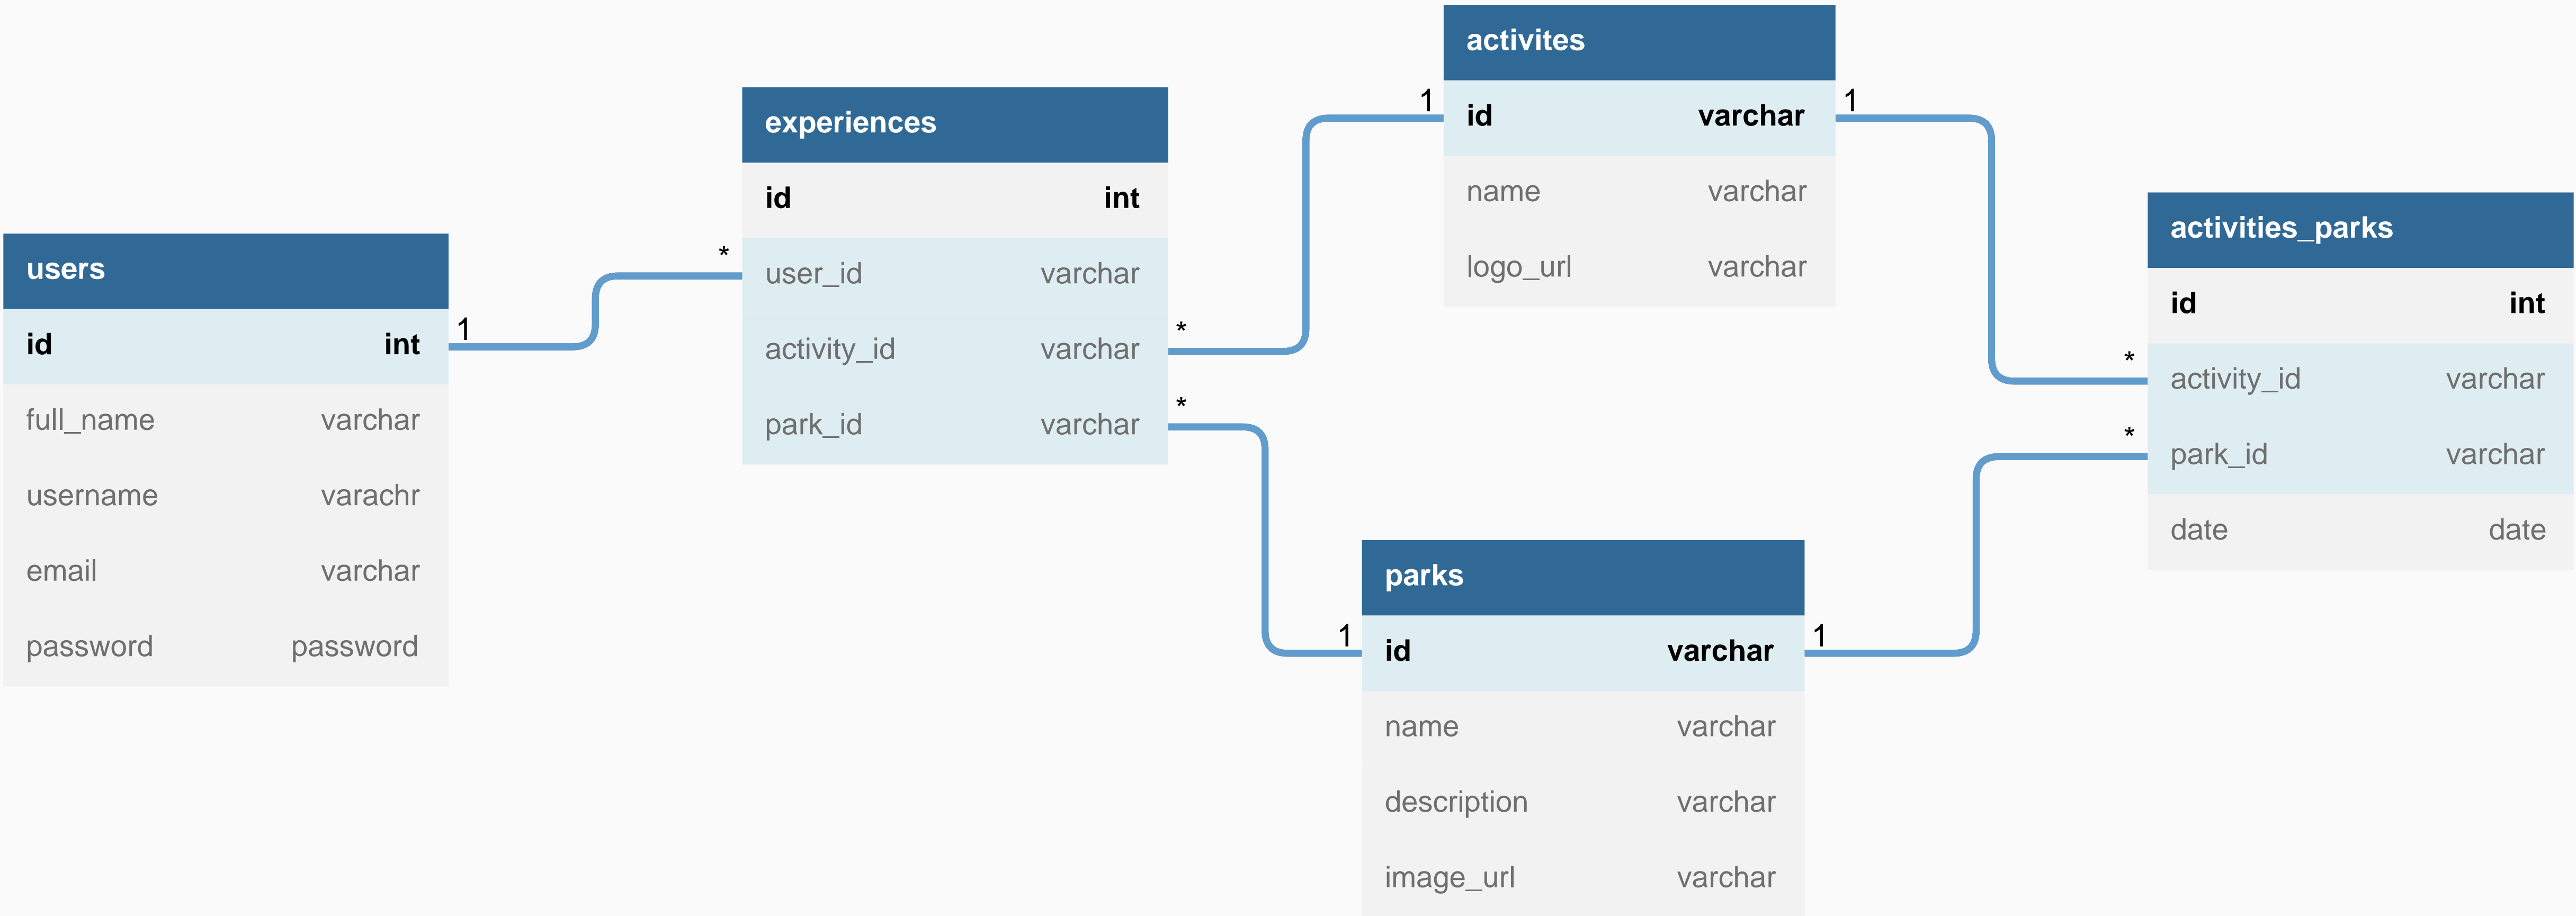 users
id int
full_name varchar
username varachr
email varchar
password password
1
*
experiences
id int
user_id varchar
activity_id varchar
park_id varchar
*
*
1
activites
id varchar
name varchar
logo_url varchar
1
1
parks
id varchar
name varchar
description varchar
image_url varchar
1
*
*
activities_parks
id int
activity_id varchar
park_id varchar
date date